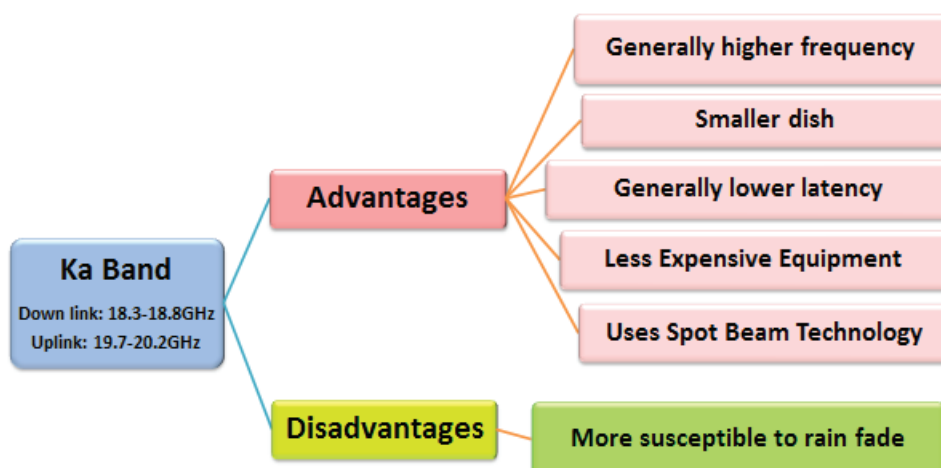 Ka Band
Down link: 18.3-18.8GHz
Uplink: 19.7-20.2GHz
Advantages
Generally higher frequency
Smaller dish
Generally lower latency
Less Expensive Equipment
Uses Spot Beam Technology
Disadvantages
More susceptible to rain fade